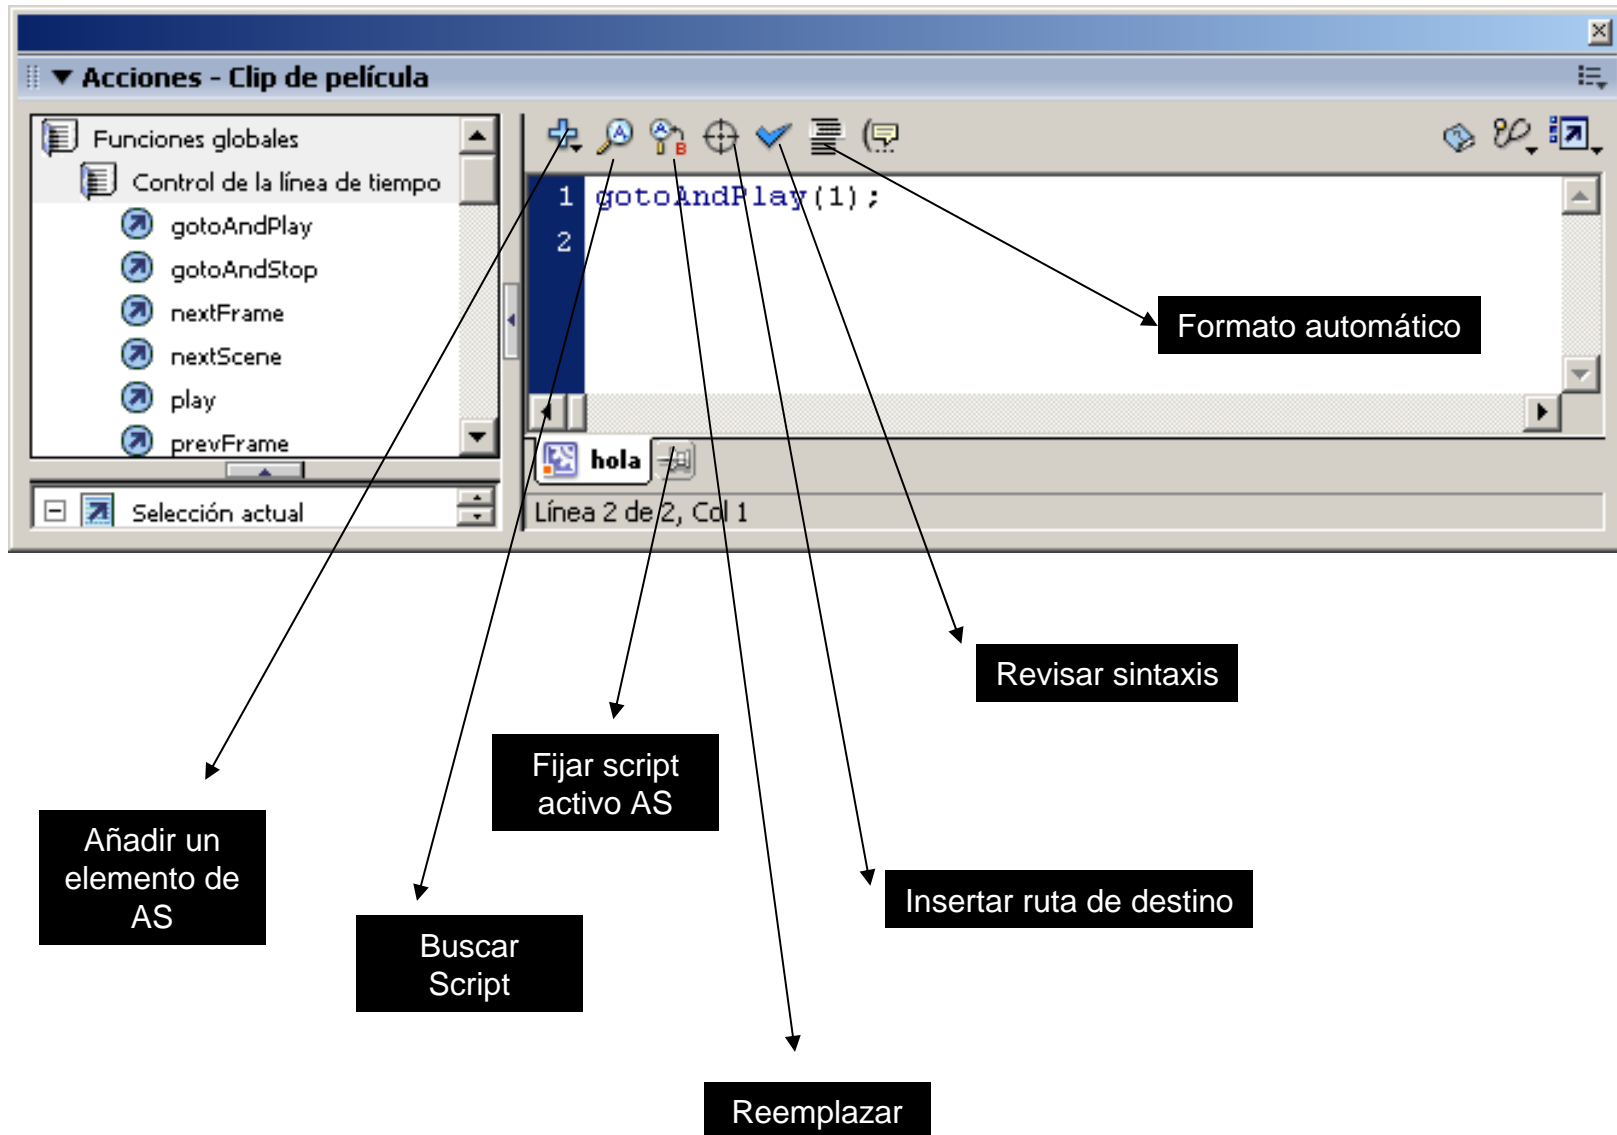 Acciones - Clip de película
Funciones globales
Control de la línea de tiempo
gotoAndPlay
gotoAndStop
nextFrame
nextScene
play
prevFrame
Selección actual
1 gotoAndPlay(1);
2
hola
Línea 2 de 2, Col 1
Formato automático
Revisar sintaxis
Fijar script
activo AS
Añadir un
elemento de
AS
Insertar ruta de destino
Buscar
Script
Reemplazar